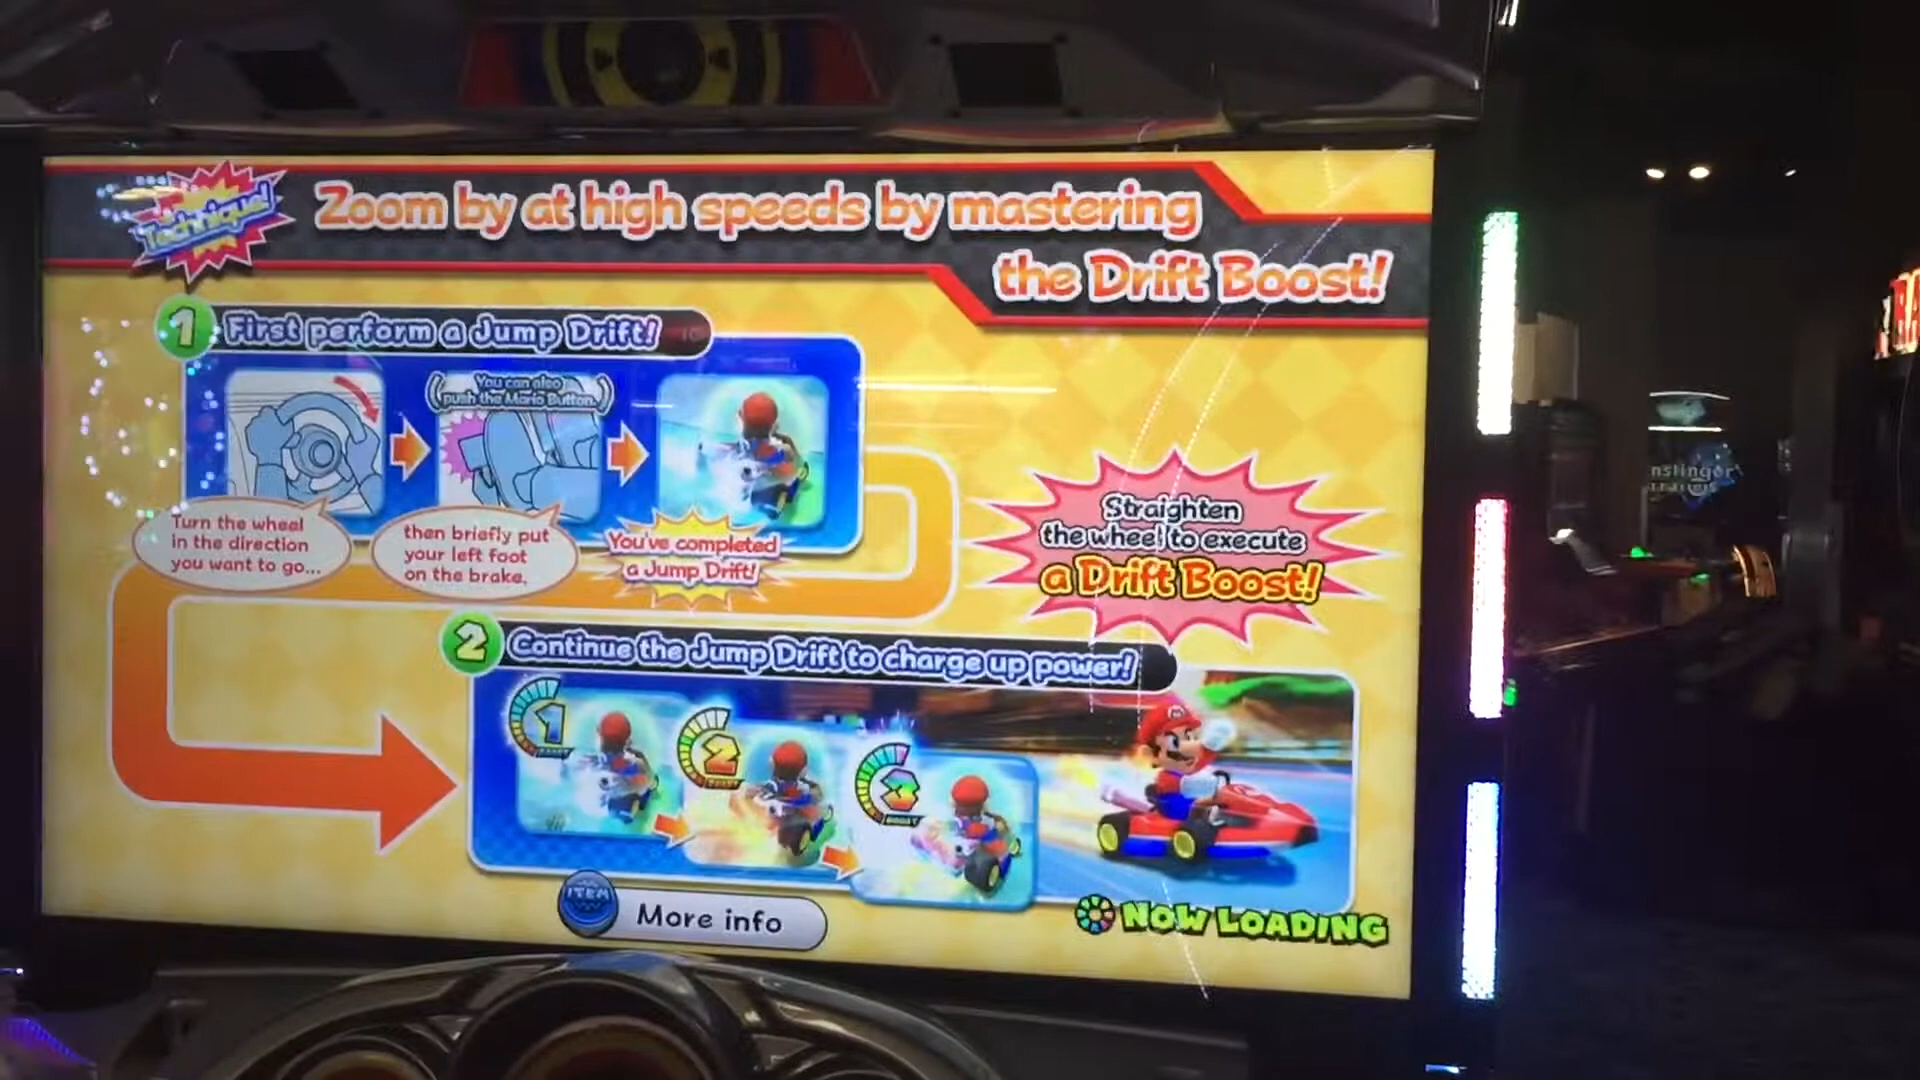 Technique!
Zoom by at high speeds by mastering
the Drift Boost!
1 First perform a Jump Drift!
You can also
push the Mario Button.
Turn the wheel
in the direction
you want to go...
then briefly put
your left foot
on the brake.
You've completed
a Jump Drift!
Straighten
the wheel to execute
a Drift Boost!
2 Continue the Jump Drift to charge up power!
1
2
3
BOOST
ITEM
More info
NOW LOADING